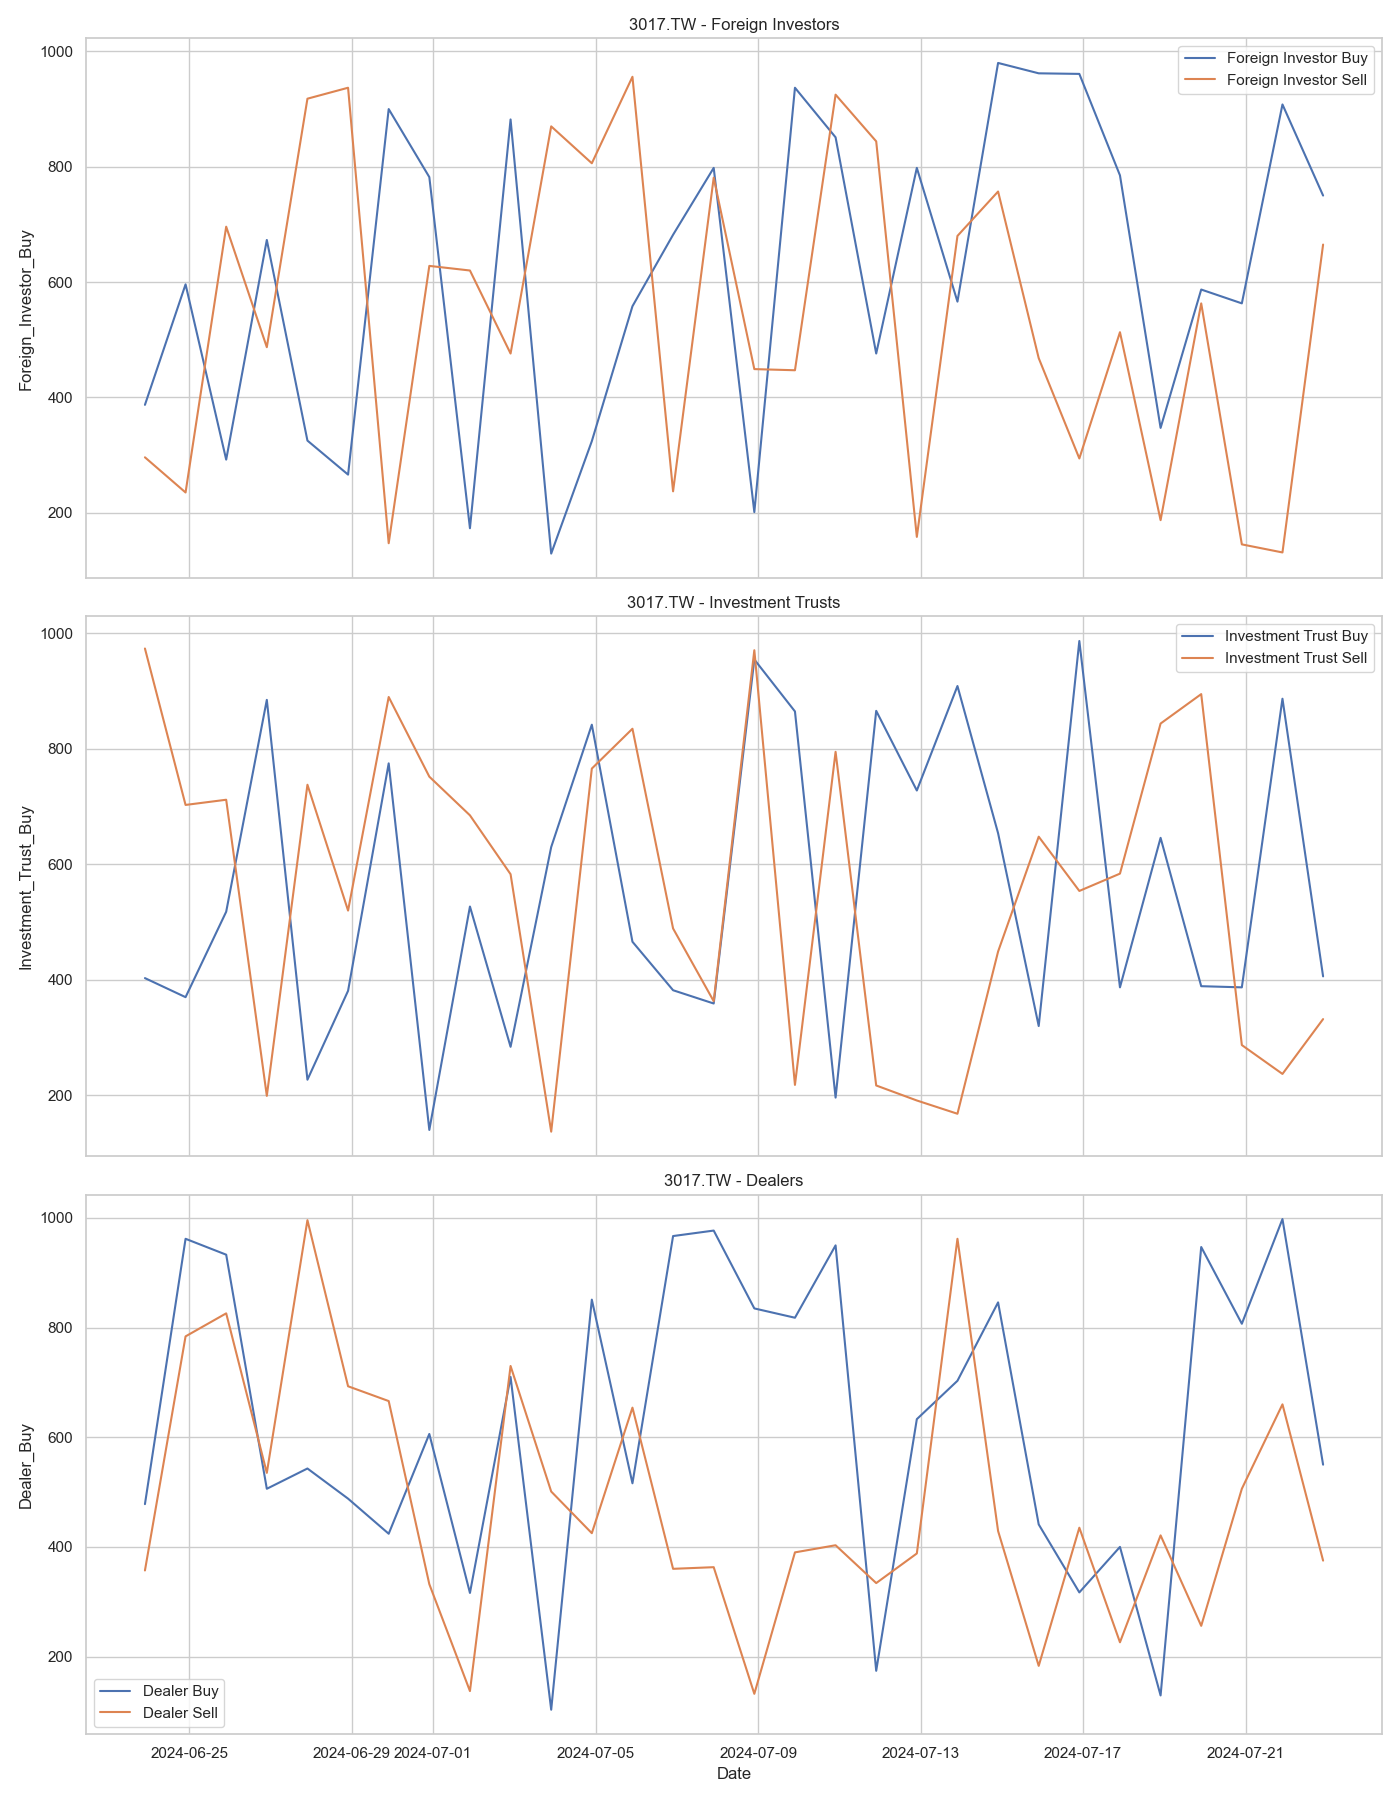 3017.TW - Foreign Investors
Foreign_Investor_Buy
1000
800
600
400
200
Foreign Investor Buy
Foreign Investor Sell
3017.TW - Investment Trusts
Investment_Trust_Buy
1000
800
600
400
200
Investment Trust Buy
Investment Trust Sell
3017.TW - Dealers
Dealer_Buy
1000
800
600
400
200
Dealer Buy
Dealer Sell
2024-06-25 2024-06-29 2024-07-01 2024-07-05 2024-07-09 2024-07-13 2024-07-17 2024-07-21
Date